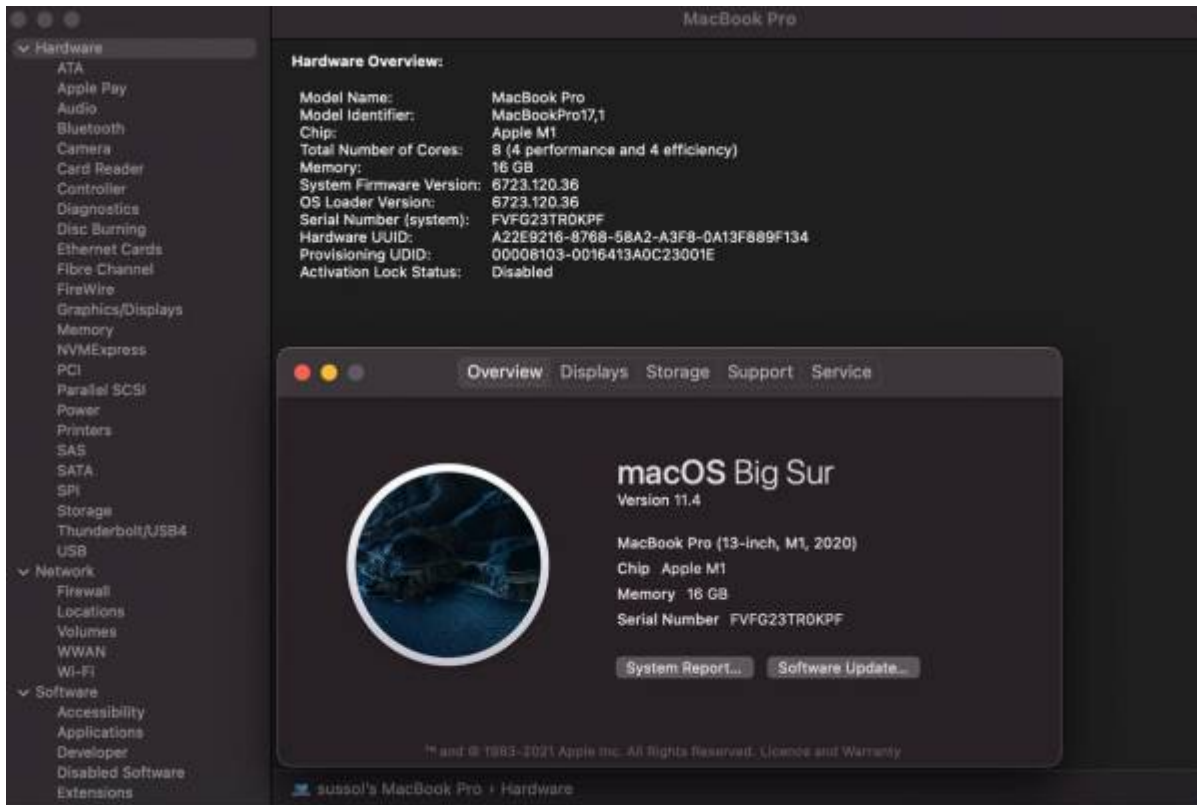 MacBook Pro
Hardware
ATA
Apple Pay
Audio
Bluetooth
Camera
Card Reader
Controller
Diagnostics
Disc Burning
Ethernet Cards
Fibre Channel
FireWire
Graphics/Displays
Memory
NVMExpress
PCI
Parallel SCSI
Power
Printers
SAS
SATA
SPI
Storage
Thunderbolt/USB4
USB
Network
Firewall
Locations
Volumes
WWAN
Wi-Fi
Software
Accessibility
Applications
Developer
Disabled Software
Extensions
Hardware Overview:
Model Name: MacBook Pro
Model Identifier: MacBookPro17,1
Chip: Apple M1
Total Number of Cores: 8 (4 performance and 4 efficiency)
Memory: 16 GB
System Firmware Version: 6723.120.36
OS Loader Version: 6723.120.36
Serial Number (system): FVFG23TR0KPF
Hardware UUID: A22E9216-8768-58A2-A3F8-0A13F889F134
Provisioning UDID: 00008103-0016413A0C23001E
Activation Lock Status: Disabled
Overview Displays Storage Support Service
macOS Big Sur
Version 11.4
MacBook Pro (13-inch, M1, 2020)
Chip Apple M1
Memory 16 GB
Serial Number FVFG23TR0KPF
System Report... Software Update...
™ and © 1983-2021 Apple Inc. All Rights Reserved. Licence and Warranty
sussol's MacBook Pro › Hardware